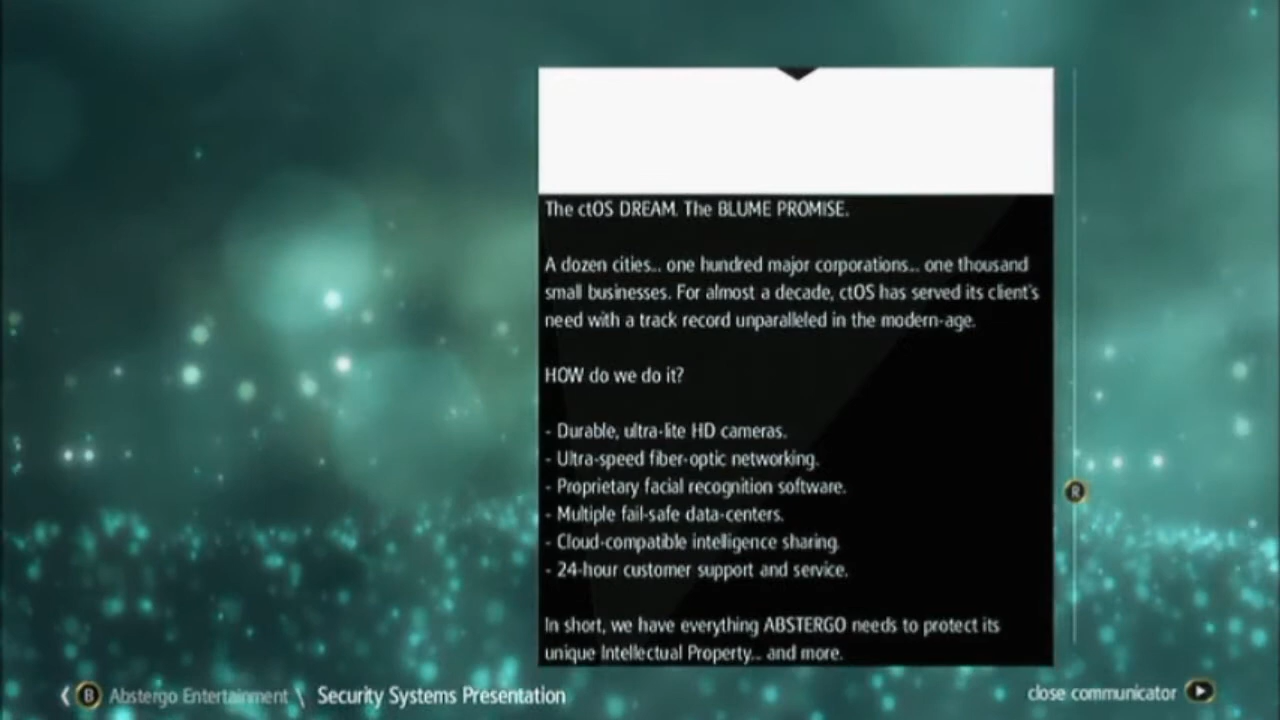 The ctOS DREAM. The BLUME PROMISE.
A dozen cities... one hundred major corporations... one thousand
small businesses. For almost a decade, ctOS has served its client's
need with a track record unparalleled in the modern-age.
HOW do we do it?
- Durable, ultra-lite HD cameras.
- Ultra-speed fiber-optic networking.
- Proprietary facial recognition software.
- Multiple fail-safe data-centers.
- Cloud-compatible intelligence sharing.
- 24-hour customer support and service.
R
In short, we have everything ABSTERGO needs to protect its
unique Intellectual Property... and more.
B Abstergo Entertainment \ Security Systems Presentation
close communicator